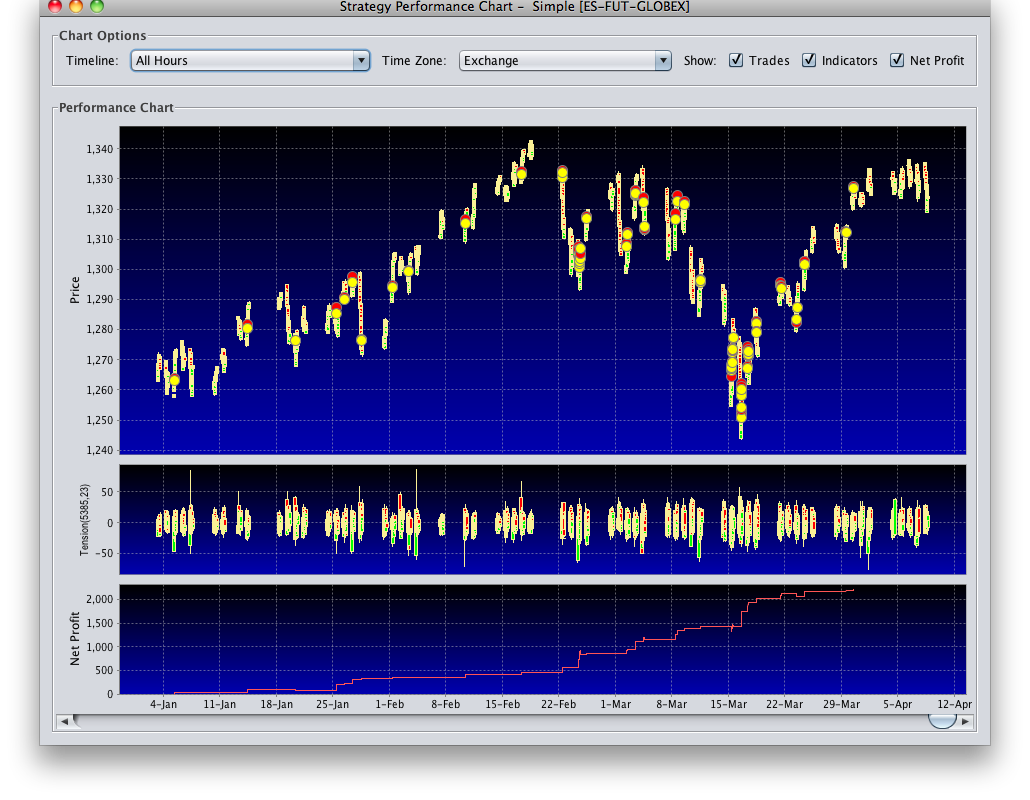 Strategy Performance Chart - Simple [ES-FUT-GLOBEX]
Chart Options
Timeline: All Hours Time Zone: Exchange Show: Trades Indicators Net Profit
Performance Chart
Price
1,340
1,330
1,320
1,310
1,300
1,290
1,280
1,270
1,260
1,250
1,240
Tension(5385,23)
50
0
-50
Net Profit
2,000
1,500
1,000
500
0
4-Jan 11-Jan 18-Jan 25-Jan 1-Feb 8-Feb 15-Feb 22-Feb 1-Mar 8-Mar 15-Mar 22-Mar 29-Mar 5-Apr 12-Apr